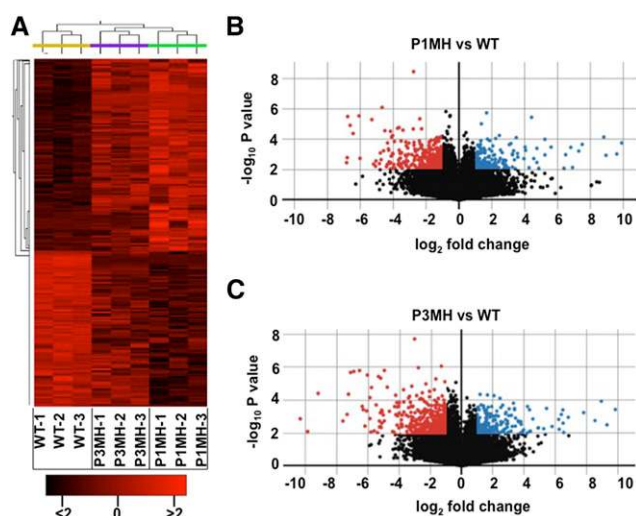 A
WT-1
WT-2
WT-3
P3MH-1
P3MH-2
P3MH-3
P1MH-1
P1MH-2
P1MH-3
<2 0 >2
B
P1MH vs WT
8
6
4
2
0
-log10 P value
-10 -8 -6 -4 -2 0 2 4 6 8 10
log2 fold change
C
P3MH vs WT
8
6
4
2
0
-log10 P value
-10 -8 -6 -4 -2 0 2 4 6 8 10
log2 fold change